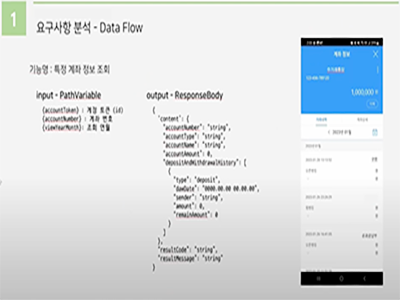 1
요구사항 분석 - Data Flow
기능명 : 특정 계좌 정보 조회
input - PathVariable
{accountToken} : 계정 토큰 (id)
{accountNumber} : 계좌 번호
{viewYearMonth} : 조회 연월
output - ResponseBody
{
"content": {
"accountNumber": "string",
"accountType": "string",
"accountName": "string",
"accountAmount": 0,
"depositAndWithdrawalHistory": [
{
"type": "deposit",
"dawDate": "0000.00.00 00.00.00",
"sender": "string",
"amount": 0,
"remainAmount": 0
}
]
},
"resultCode": "string",
"resultMessage": "string"
}
계좌 정보
1,000,000